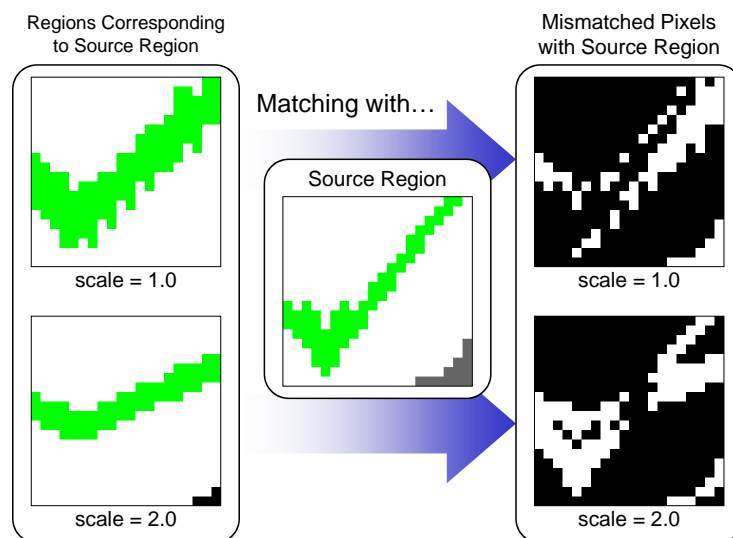 Regions Corresponding
to Source Region
scale = 1.0
scale = 2.0
Matching with…
Source Region
Mismatched Pixels
with Source Region
scale = 1.0
scale = 2.0